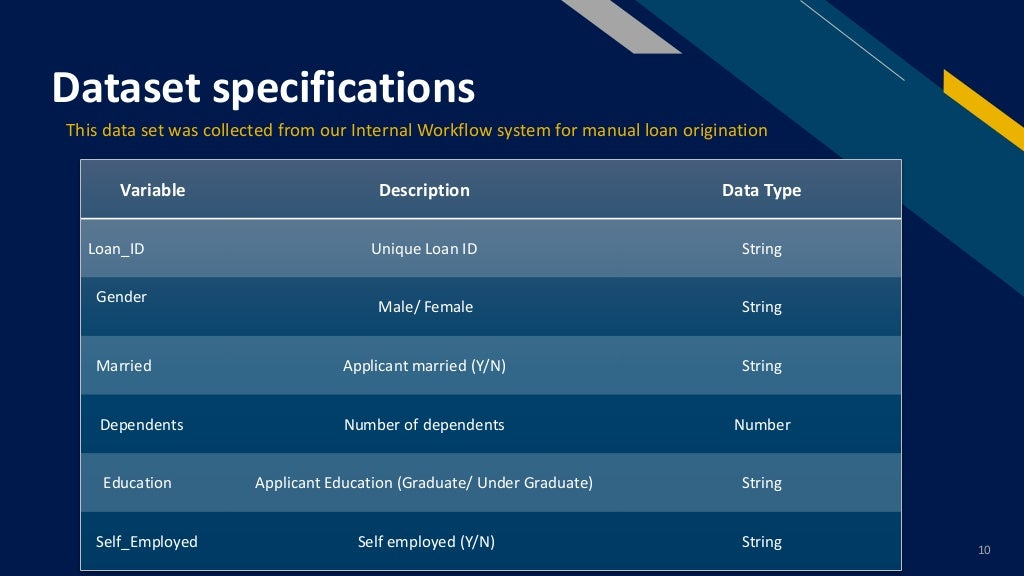 Dataset specifications
This data set was collected from our Internal Workflow system for manual loan origination
Variable Description Data Type
Loan_ID Unique Loan ID String
Gender Male/ Female String
Married Applicant married (Y/N) String
Dependents Number of dependents Number
Education Applicant Education (Graduate/ Under Graduate) String
Self_Employed Self employed (Y/N) String
10